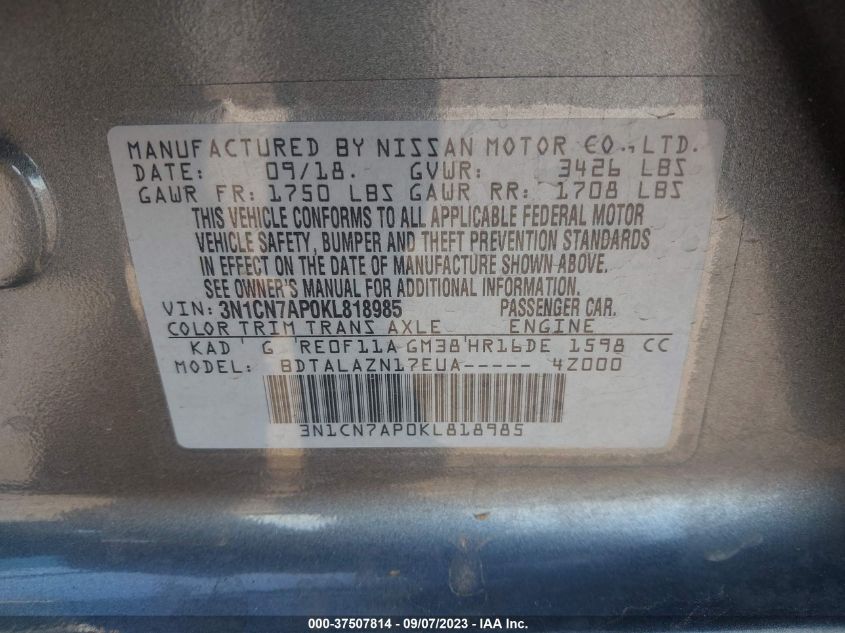 MANUFACTURED BY NISSAN MOTOR CO.,LTD.
DATE: 09/18. GVWR: 3426 LBS
GAWR FR: 1750 LBS GAWR RR: 1708 LBS
THIS VEHICLE CONFORMS TO ALL APPLICABLE FEDERAL MOTOR
VEHICLE SAFETY, BUMPER AND THEFT PREVENTION STANDARDS
IN EFFECT ON THE DATE OF MANUFACTURE SHOWN ABOVE.
SEE OWNER'S MANUAL FOR ADDITIONAL INFORMATION.
VIN: 3N1CN7AP0KL818985 PASSENGER CAR.
COLOR TRIM TRANS AXLE ENGINE
KAD G RE0F11A GM38 HR16DE 1598 CC
MODEL: BDTALAZN17EUA----- 4Z000
3N1CN7AP0KL818985
000-37507814 - 09/07/2023 - IAA Inc.